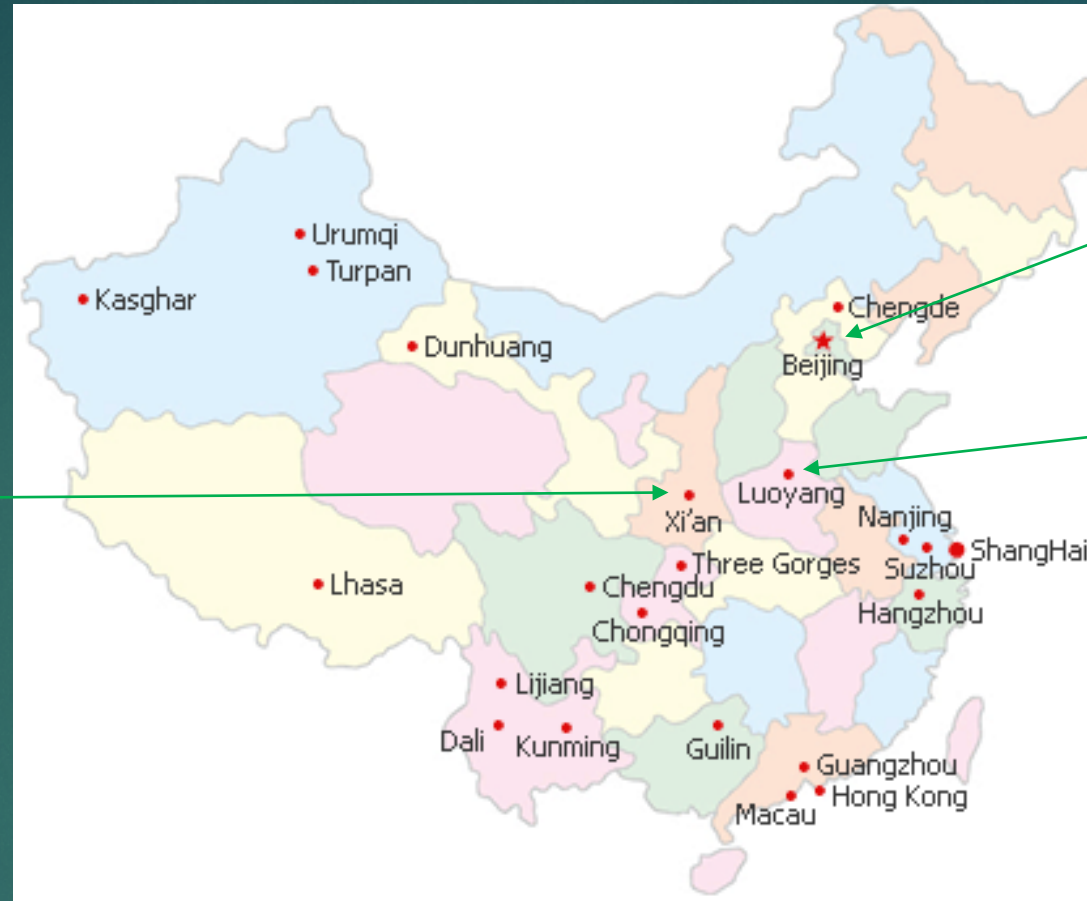 Urumqi
Turpan
Kasghar
Chengde
Dunhuang
Beijing
Luoyang
Xi'an
Nanjing
ShangHai
Suzhou
Three Gorges
Lhasa
Chengdu
Hangzhou
Chongqing
Lijiang
Dali
Kunming
Guilin
Guangzhou
Hong Kong
Macau